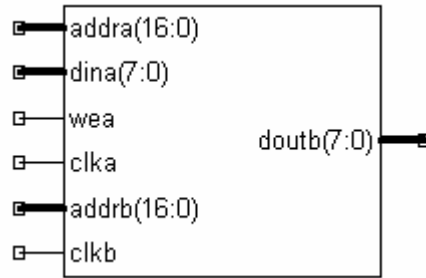 addra(16:0)
dina(7:0)
wea
doutb(7:0)
clka
addrb(16:0)
clkb